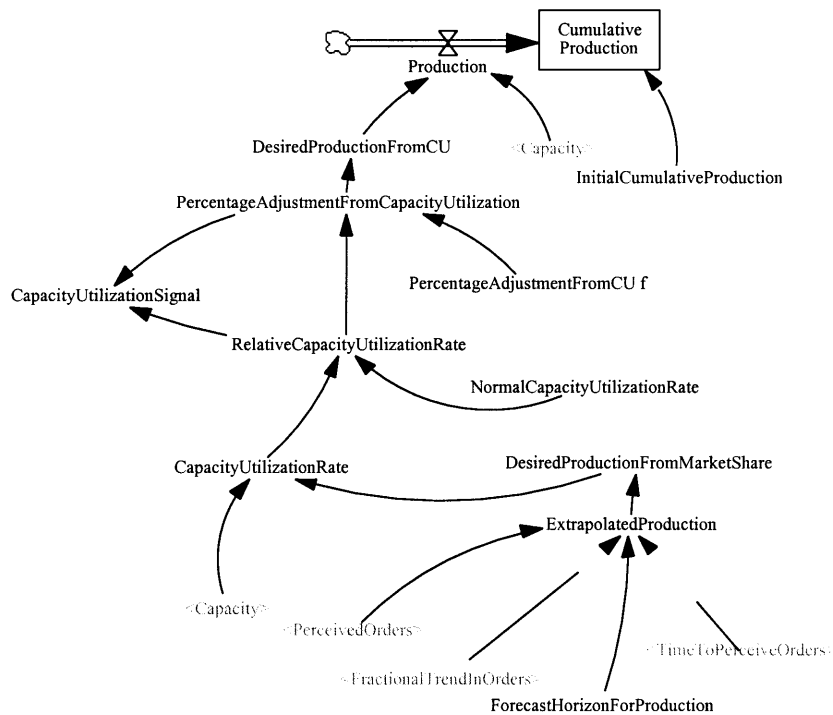 Cumulative
Production
Production
DesiredProductionFromCU
<Capacity>
InitialCumulativeProduction
PercentageAdjustmentFromCapacityUtilization
PercentageAdjustmentFromCU f
CapacityUtilizationSignal
RelativeCapacityUtilizationRate
NormalCapacityUtilizationRate
CapacityUtilizationRate
DesiredProductionFromMarketShare
ExtrapolatedProduction
<Capacity>
<PerceivedOrders>
<TimeToPerceiveOrders>
<FractionalTrendInOrders>
ForecastHorizonForProduction